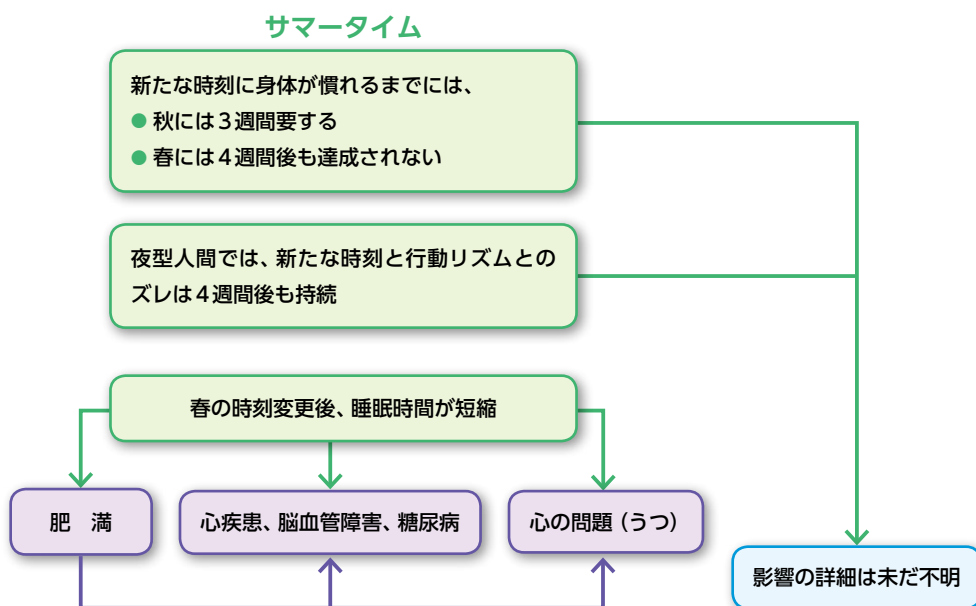 サマータイム
新たな時刻に身体が慣れるまでには、
● 秋には３週間要する
● 春には４週間後も達成されない
夜型人間では、新たな時刻と行動リズムとの
ズレは４週間後も持続
春の時刻変更後、睡眠時間が短縮
肥　満
心疾患、脳血管障害、糖尿病
心の問題（うつ）
影響の詳細は未だ不明